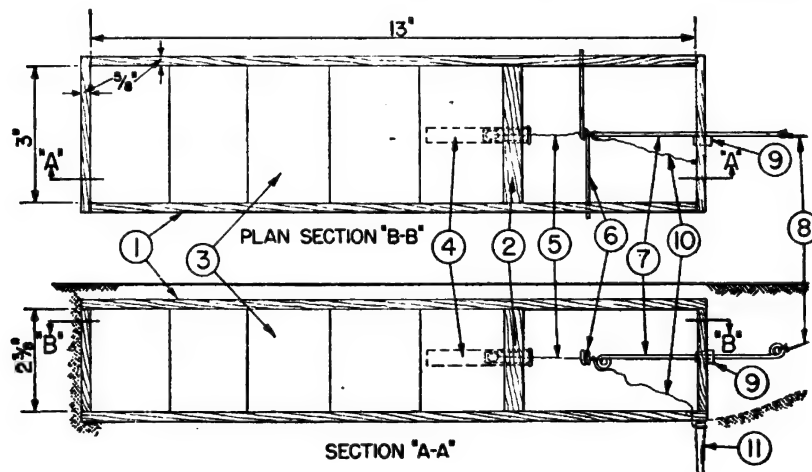 13"
5/8"
3"
"A"
"A"
9
PLAN SECTION "B-B"
1
3
4
2
5
6
7
10
8
2 3/8"
"B"
"B"
9
SECTION "A-A"
11